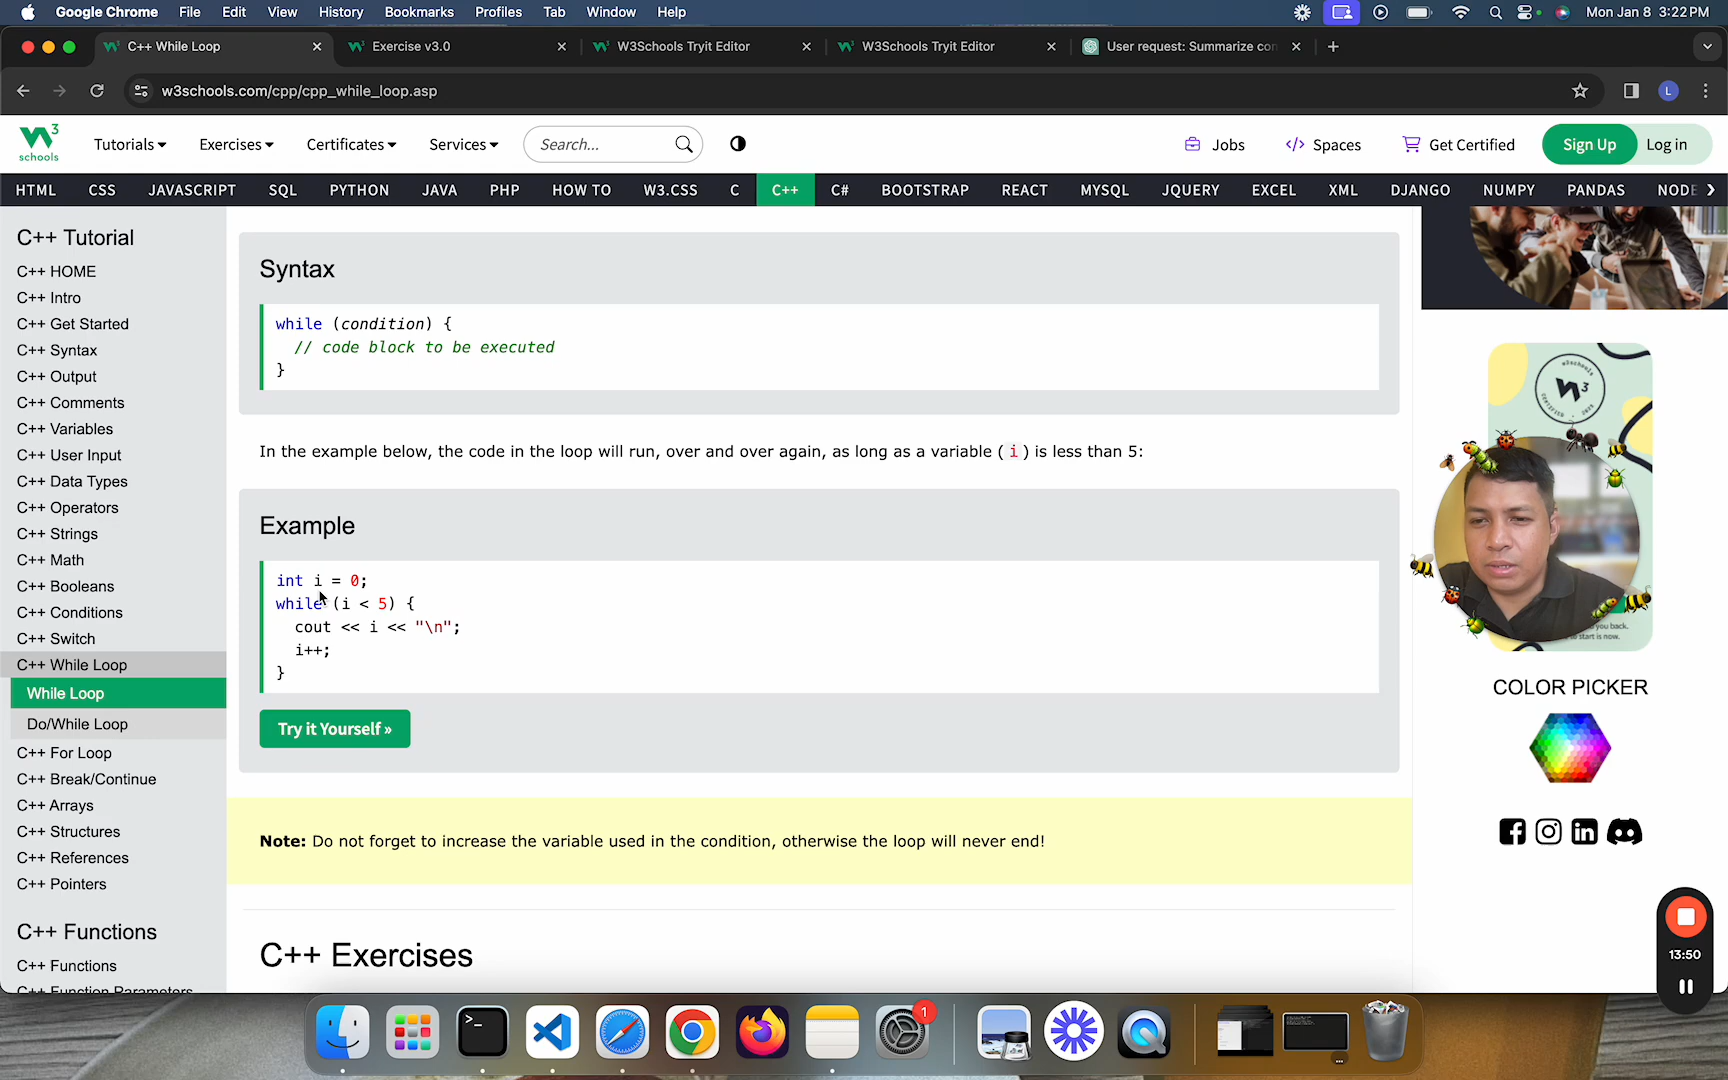 Google Chrome File Edit View History Bookmarks Profiles Tab Window Help Mon Jan 8 3:22 PM
C++ While Loop Exercise v3.0 W3Schools Tryit Editor W3Schools Tryit Editor User request: Summarize con
w3schools.com/cpp/cpp_while_loop.asp L
W3 schools Tutorials Exercises Certificates Services Search... Jobs Spaces Get Certified Sign Up Log in
HTML CSS JAVASCRIPT SQL PYTHON JAVA PHP HOW TO W3.CSS C C++ C# BOOTSTRAP REACT MYSQL JQUERY EXCEL XML DJANGO NUMPY PANDAS NODE
C++ Tutorial
C++ HOME
C++ Intro
C++ Get Started
C++ Syntax
C++ Output
C++ Comments
C++ Variables
C++ User Input
C++ Data Types
C++ Operators
C++ Strings
C++ Math
C++ Booleans
C++ Conditions
C++ Switch
C++ While Loop
While Loop
Do/While Loop
C++ For Loop
C++ Break/Continue
C++ Arrays
C++ Structures
C++ References
C++ Pointers
C++ Functions
C++ Functions
C++ Function Parameters
Syntax
while (condition) {
// code block to be executed
}
In the example below, the code in the loop will run, over and over again, as long as a variable ( i ) is less than 5:
Example
int i = 0;
while (i < 5) {
cout << i << "\n";
i++;
}
Try it Yourself »
Note: Do not forget to increase the variable used in the condition, otherwise the loop will never end!
C++ Exercises
COLOR PICKER
13:50
1